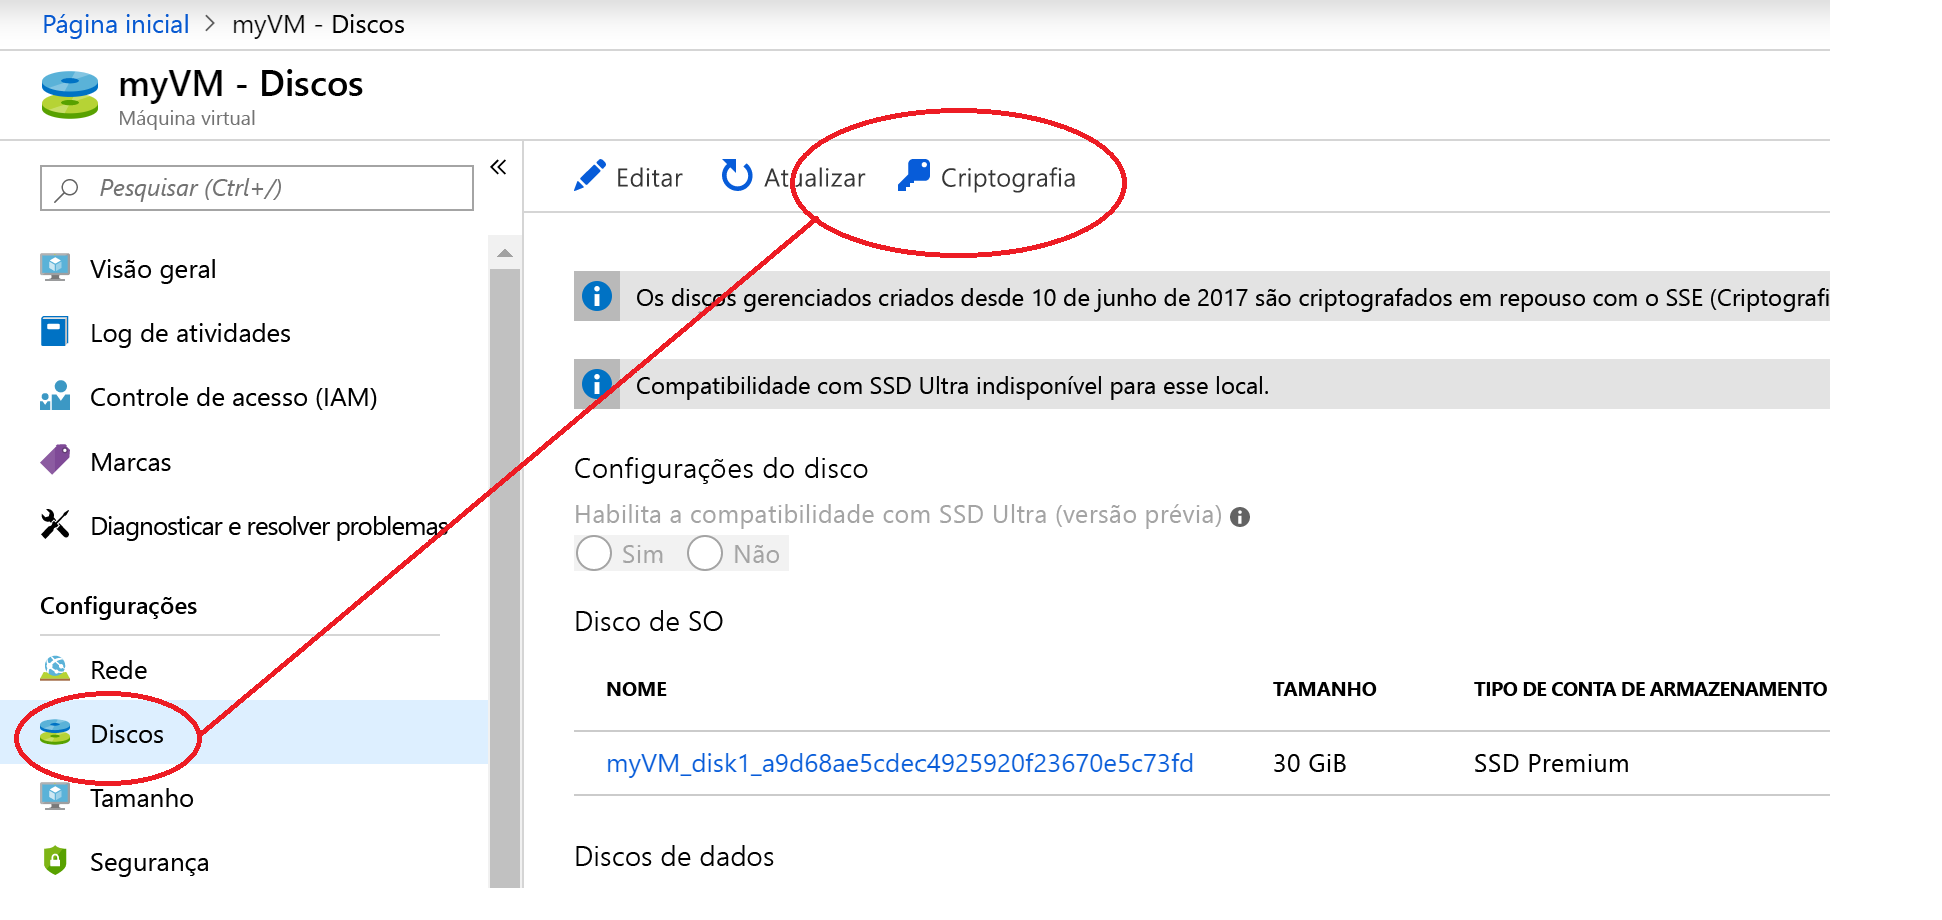 Página inicial > myVM - Discos
myVM - Discos
Máquina virtual
Pesquisar (Ctrl+/)
«
Visão geral
Log de atividades
Controle de acesso (IAM)
Marcas
Diagnosticar e resolver problemas
Configurações
Rede
Discos
Tamanho
Segurança
Editar Atualizar Criptografia
Os discos gerenciados criados desde 10 de junho de 2017 são criptografados em repouso com o SSE (Criptografi
Compatibilidade com SSD Ultra indisponível para esse local.
Configurações do disco
Habilita a compatibilidade com SSD Ultra (versão prévia)
Sim Não
Disco de SO
NOME TAMANHO TIPO DE CONTA DE ARMAZENAMENTO
myVM_disk1_a9d68ae5cdec4925920f23670e5c73fd 30 GiB SSD Premium
Discos de dados